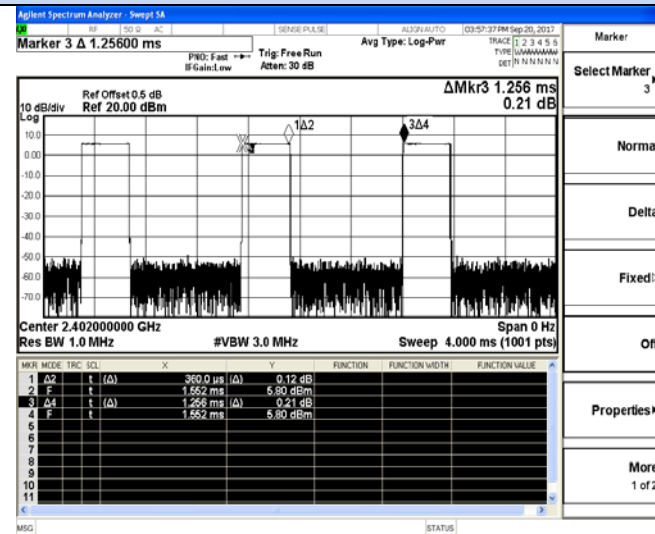 Agilent Spectrum Analyzer - Swept SA
RF 50 Ω AC SENSE:PULSE ALIGN AUTO 03:57:37 PM Sep 20, 2017
Marker 3 Δ 1.25600 ms
PNO: Fast
IFGain:Low
Trig: Free Run
Atten: 30 dB
Avg Type: Log-Pwr
TRACE 1 2 3 4 5 6
TYPE WWWWWW
DET N N N N N N
Ref Offset 0.5 dB
10 dB/div Ref 20.00 dBm
ΔMkr3 1.256 ms
0.21 dB
Log
10.0
0.00
-10.0
-20.0
-30.0
-40.0
-50.0
-60.0
-70.0
1Δ2
3Δ4
Center 2.402000000 GHz Span 0 Hz
Res BW 1.0 MHz #VBW 3.0 MHz Sweep 4.000 ms (1001 pts)
MKR MODE TRC SCL X Y FUNCTION FUNCTION WIDTH FUNCTION VALUE
1 Δ2 t (Δ) 360.0 µs (Δ) 0.12 dB
2 F t 1.552 ms 5.80 dBm
3 Δ4 t (Δ) 1.256 ms (Δ) 0.21 dB
4 F t 1.552 ms 5.80 dBm
5
6
7
8
9
10
11
MSG STATUS
Marker
Select Marker
3
Norma
Delta
Fixed
Off
Properties
More
1 of 2